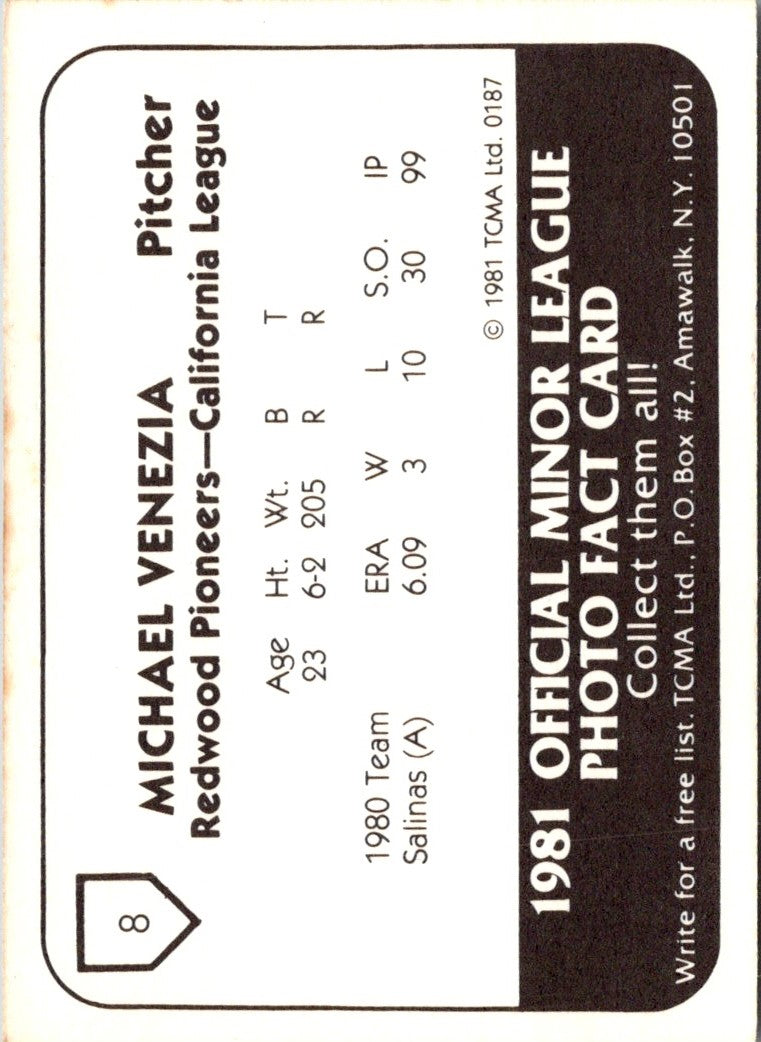 8
MICHAEL VENEZIA Pitcher
Redwood Pioneers—California League
Age Ht. Wt. B T
23 6-2 205 R R
1980 Team ERA W L S.O. IP
Salinas (A) 6.09 3 10 30 99
© 1981 TCMA Ltd. 0187
1981 OFFICIAL MINOR LEAGUE
PHOTO FACT CARD
Collect them all!
Write for a free list. TCMA Ltd., P.O. Box #2, Amawalk, N.Y. 10501